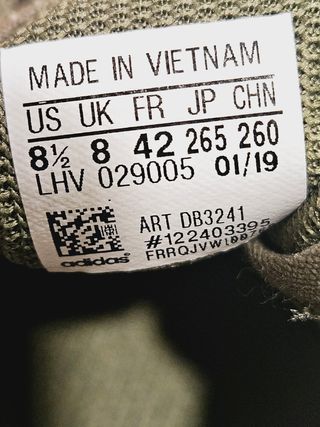 MADE IN VIETNAM
US UK FR JP CHN
8½ 8 42 265 260
LHV 029005 01/19
ART DB3241
#122403395
adidas